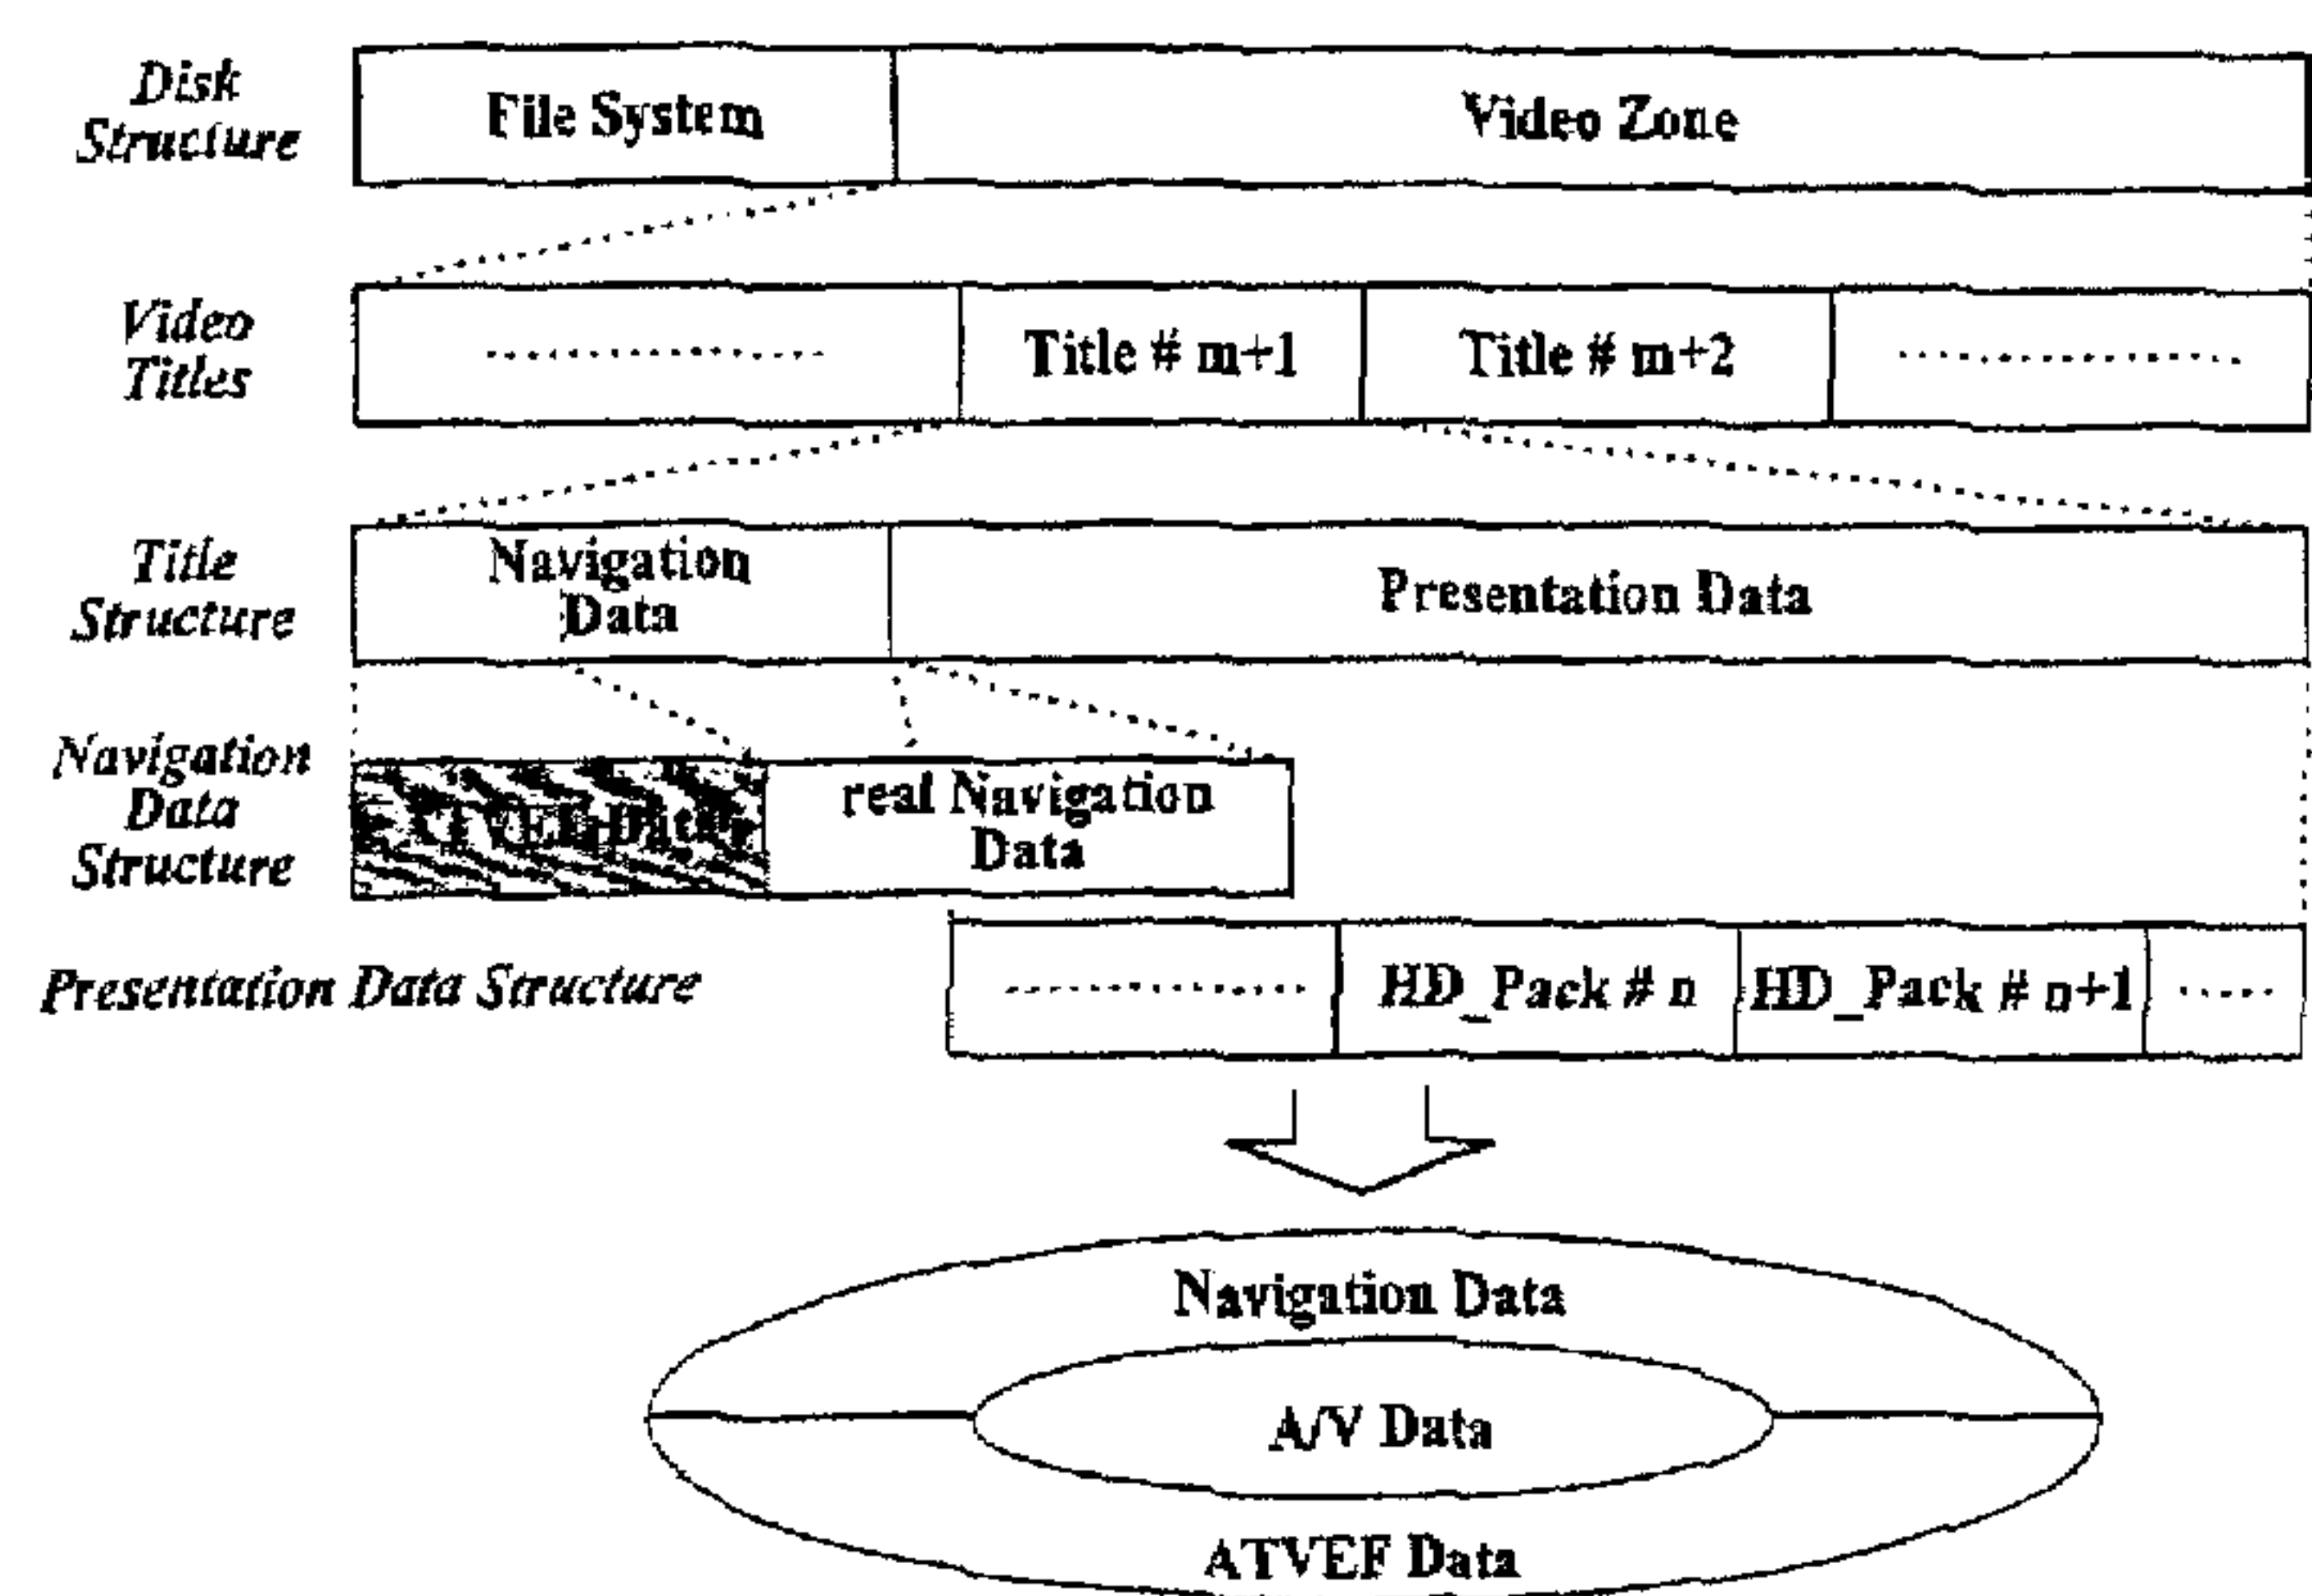 Disk
Structure
File System
Video Zone
Video
Titles
Title # m+1
Title # m+2
Title
Structure
Navigation
Data
Presentation Data
Navigation
Data
Structure
real Navigation
Data
Presentation Data Structure
HD_Pack # n
HD_Pack # n+1
Navigation Data
A/V Data
ATVEF Data